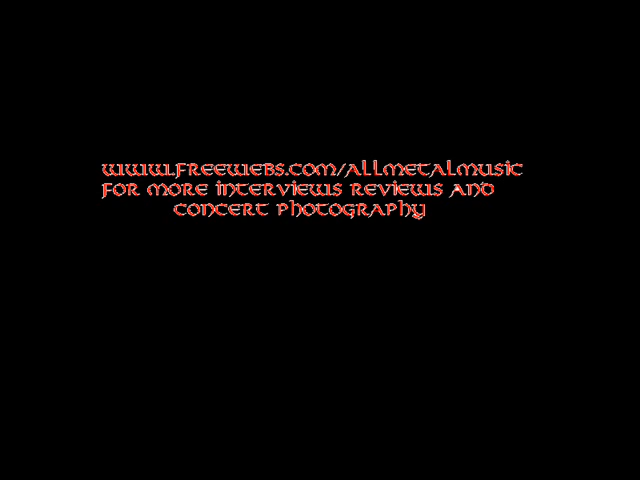 www.freewebs.com/allmetalmusic
for more interviews reviews and
concert photography